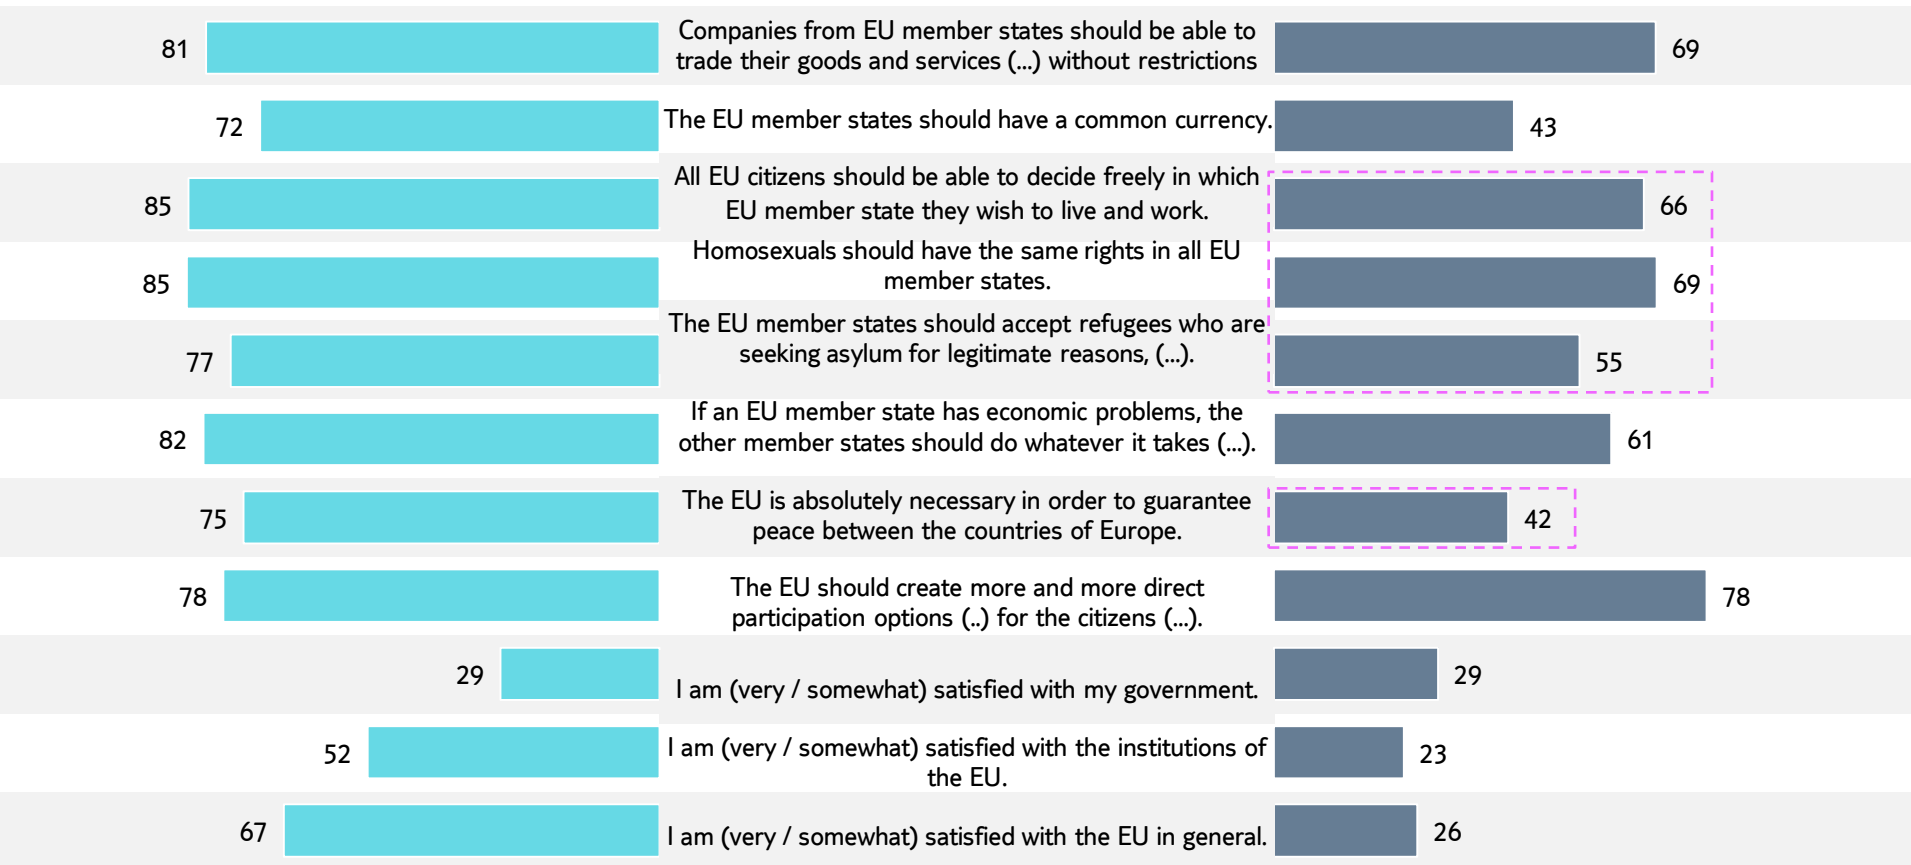 81
Companies from EU member states should be able to
trade their goods and services (...) without restrictions
69
72
The EU member states should have a common currency.
43
85
All EU citizens should be able to decide freely in which
EU member state they wish to live and work.
66
85
Homosexuals should have the same rights in all EU
member states.
69
77
The EU member states should accept refugees who are
seeking asylum for legitimate reasons, (...).
55
82
If an EU member state has economic problems, the
other member states should do whatever it takes (...).
61
75
The EU is absolutely necessary in order to guarantee
peace between the countries of Europe.
42
78
The EU should create more and more direct
participation options (..) for the citizens (...).
78
29
I am (very / somewhat) satisfied with my government.
29
52
I am (very / somewhat) satisfied with the institutions of
the EU.
23
67
I am (very / somewhat) satisfied with the EU in general.
26